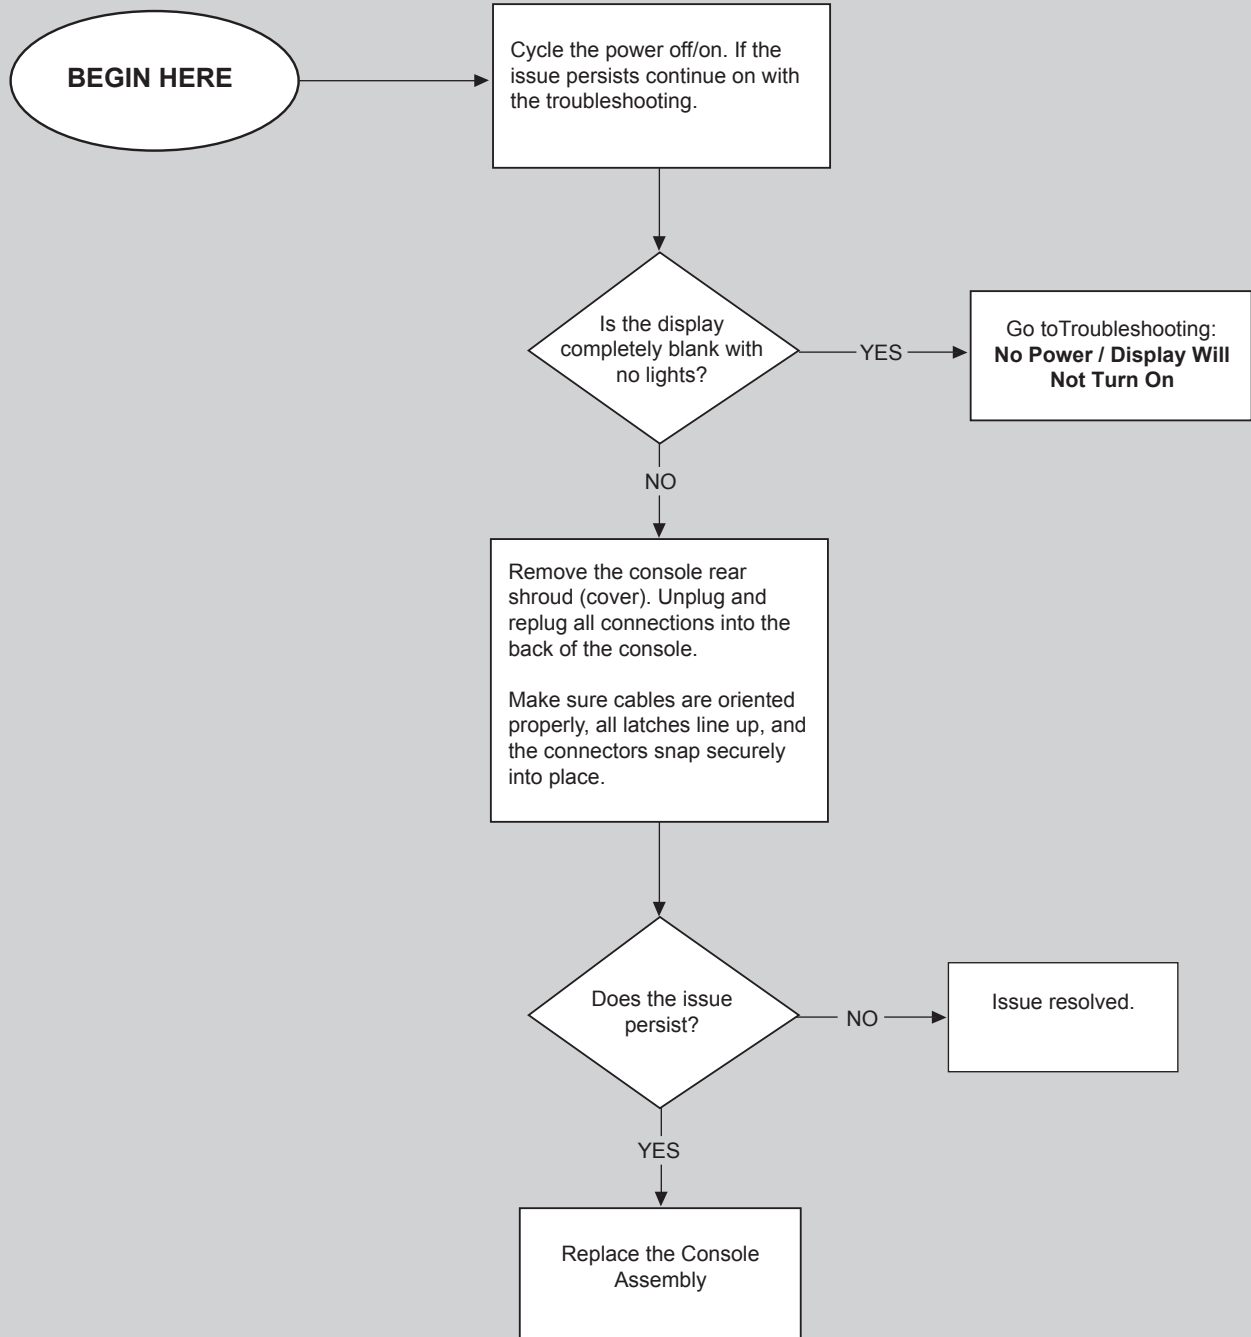 BEGIN HERE
Cycle the power off/on. If the
issue persists continue on with
the troubleshooting.
Is the display
completely blank with
no lights?
YES
Go toTroubleshooting:
No Power / Display Will
Not Turn On
NO
Remove the console rear
shroud (cover). Unplug and
replug all connections into the
back of the console.
Make sure cables are oriented
properly, all latches line up, and
the connectors snap securely
into place.
Does the issue
persist?
NO
Issue resolved.
YES
Replace the Console
Assembly